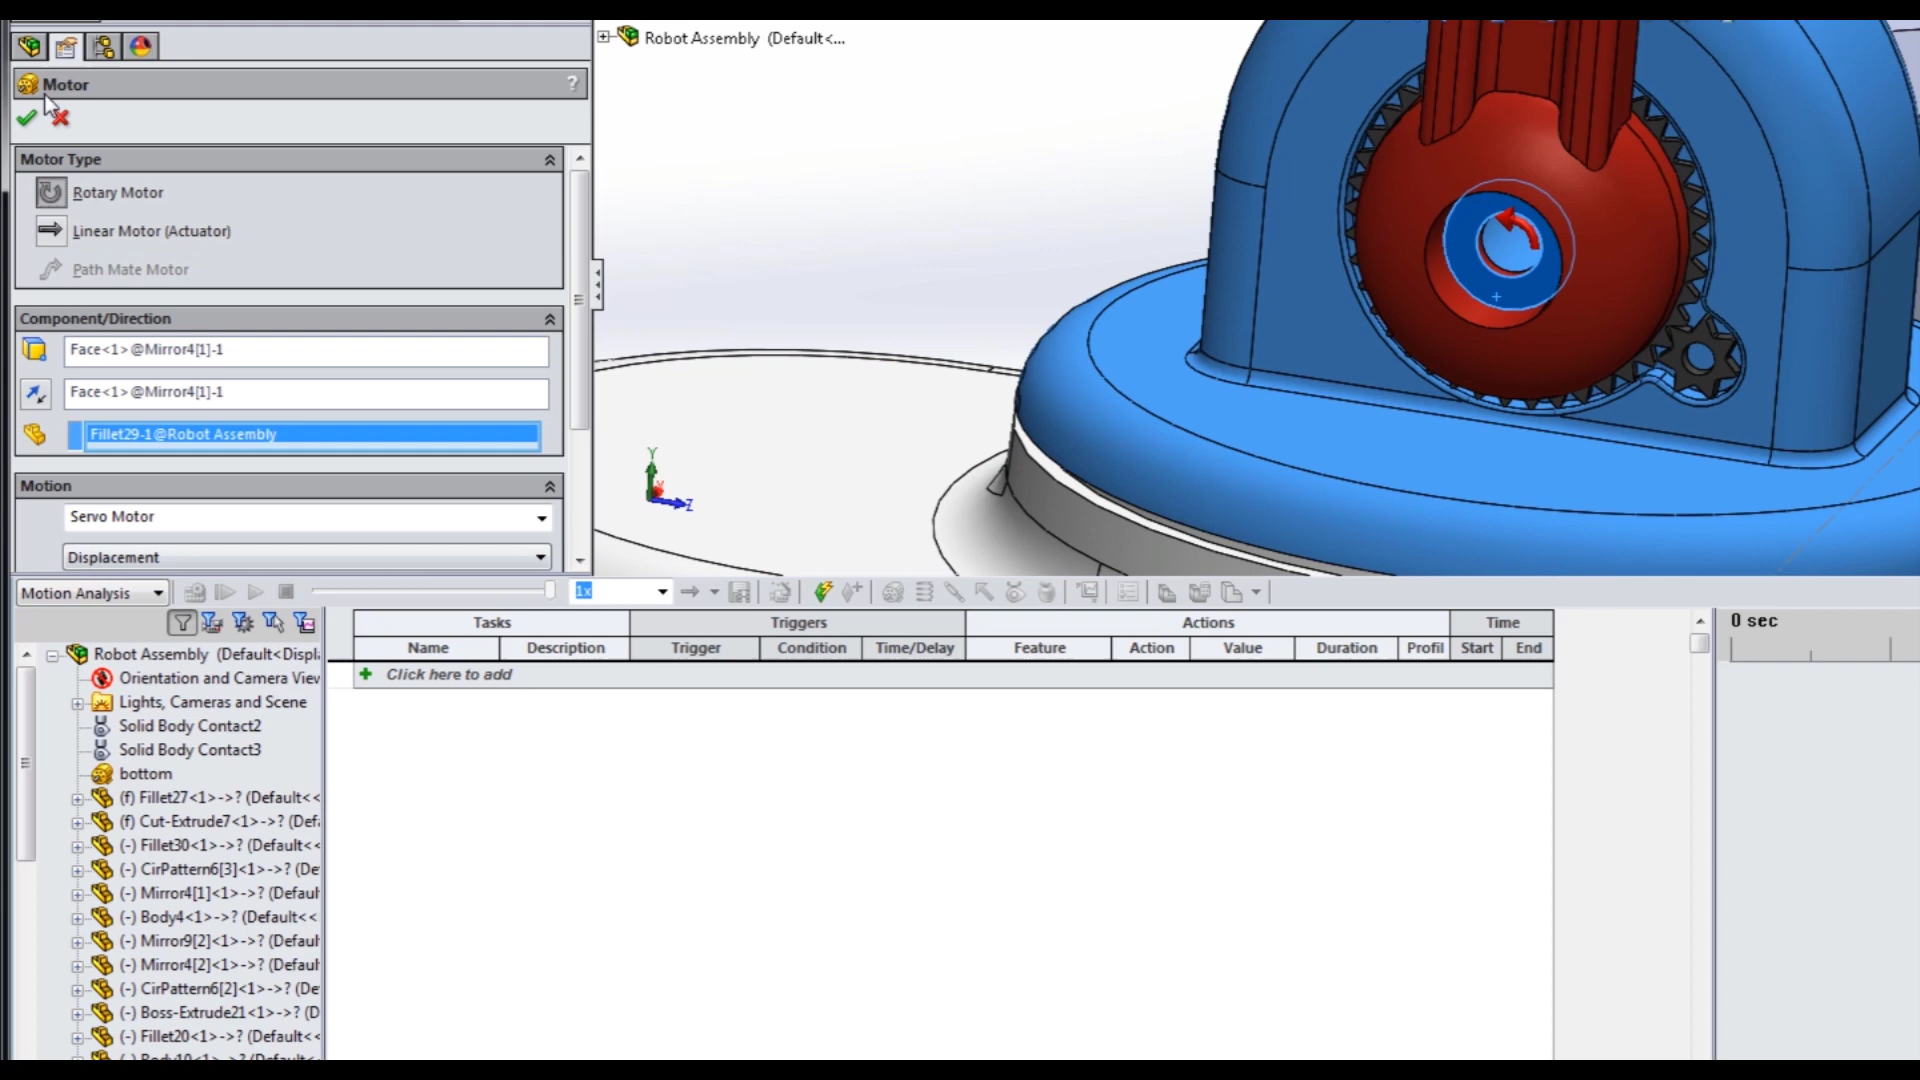 Robot Assembly (Default<...
Motor
?
Motor Type
Rotary Motor
Linear Motor (Actuator)
Path Mate Motor
Component/Direction
Face<1>@Mirror4[1]-1
Face<1>@Mirror4[1]-1
Fillet29-1@Robot Assembly
Motion
Servo Motor
Displacement
Y
Z
Motion Analysis
1x
Tasks Triggers Actions Time
Name Description Trigger Condition Time/Delay Feature Action Value Duration Profil Start End
Click here to add
0 sec
Robot Assembly (Default<Displa
Orientation and Camera View
Lights, Cameras and Scene
Solid Body Contact2
Solid Body Contact3
bottom
(f) Fillet27<1>->? (Default<<
(f) Cut-Extrude7<1>->? (Defa
(-) Fillet30<1>->? (Default<<
(-) CirPattern6[3]<1>->? (De
(-) Mirror4[1]<1>->? (Defaul
(-) Body4<1>->? (Default<<
(-) Mirror9[2]<1>->? (Defaul
(-) Mirror4[2]<1>->? (Defaul
(-) CirPattern6[2]<1>->? (De
(-) Boss-Extrude21<1>->? (D
(-) Fillet20<1>->? (Default<<